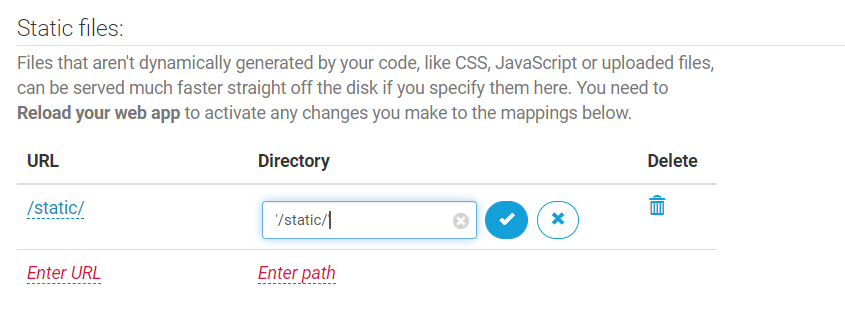 Static files:
Files that aren't dynamically generated by your code, like CSS, JavaScript or uploaded files,
can be served much faster straight off the disk if you specify them here. You need to
Reload your web app to activate any changes you make to the mappings below.
URL Directory Delete
/static/ '/static/'
Enter URL Enter path